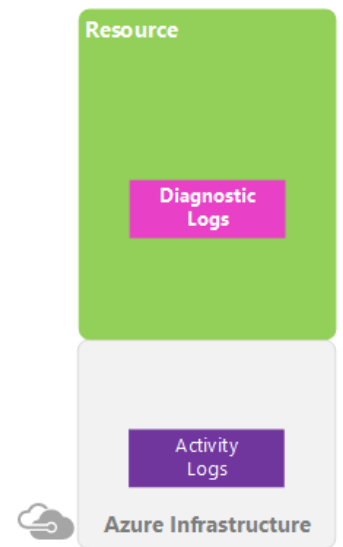 Resource
Diagnostic
Logs
Activity
Logs
Azure Infrastructure